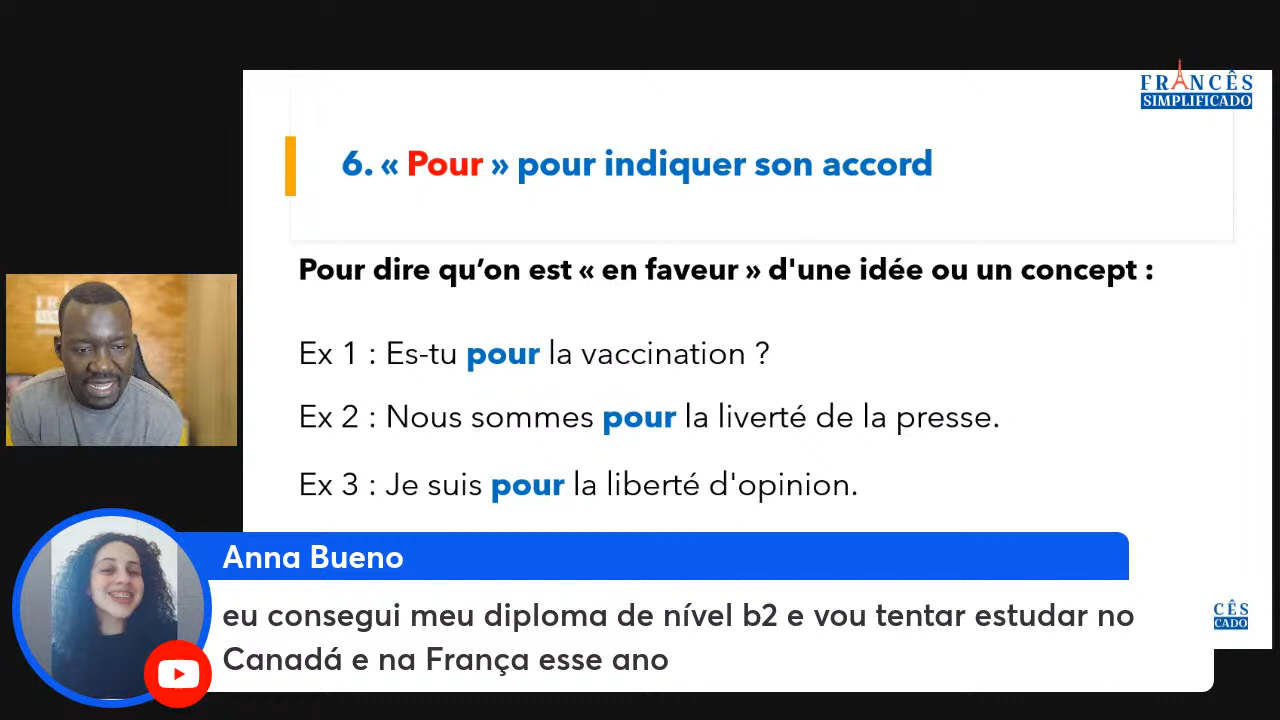 FRANCÊS
SIMPLIFICADO
6. « Pour » pour indiquer son accord
Pour dire qu’on est « en faveur » d'une idée ou un concept :
Ex 1 : Es-tu pour la vaccination ?
Ex 2 : Nous sommes pour la liverté de la presse.
Ex 3 : Je suis pour la liberté d'opinion.
Anna Bueno
eu consegui meu diploma de nível b2 e vou tentar estudar no
Canadá e na França esse ano
CÊS
CADO